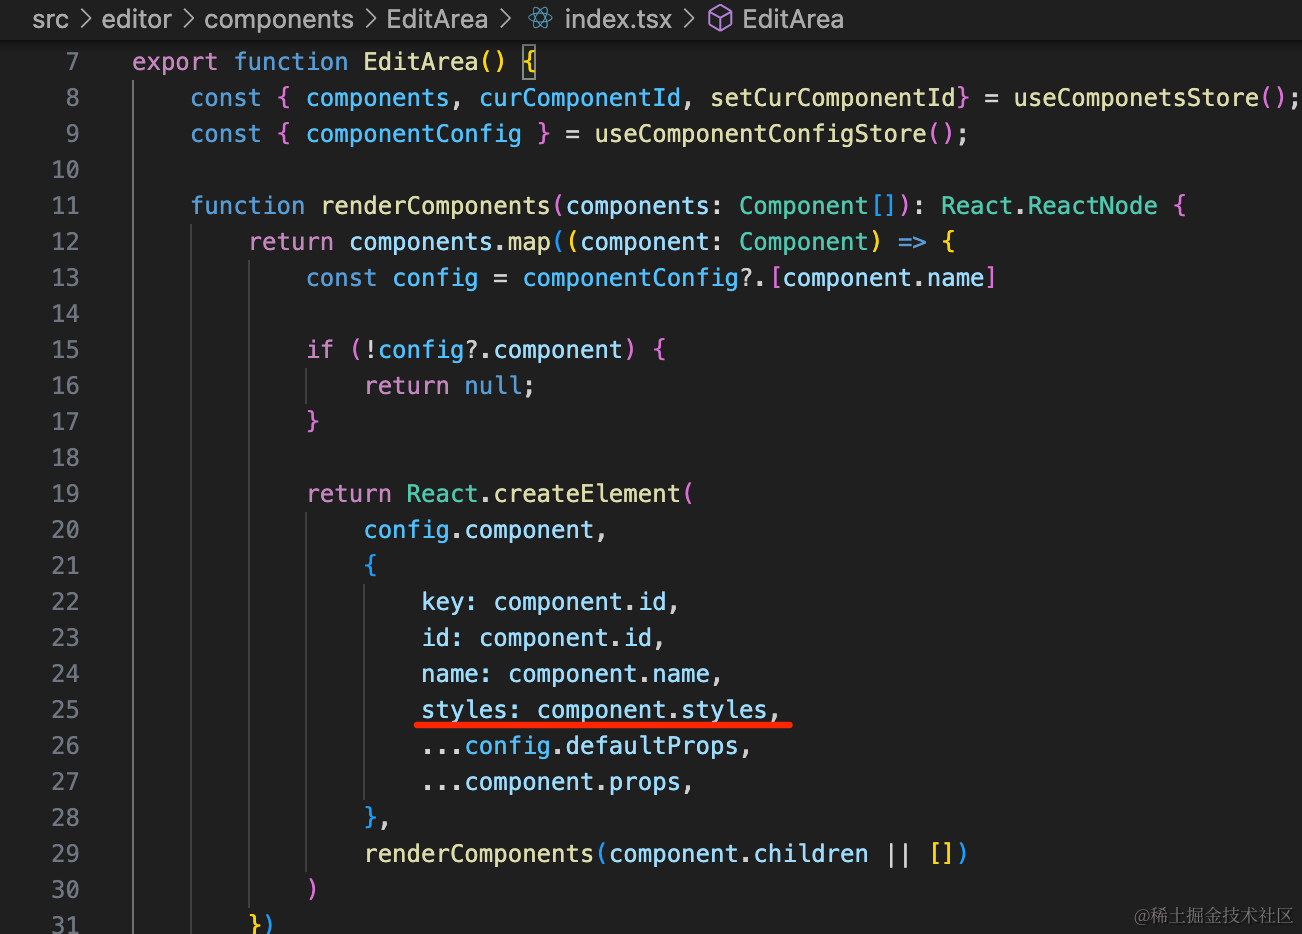 src > editor > components > EditArea > index.tsx > EditArea
7 export function EditArea() {
8 const { components, curComponentId, setCurComponentId} = useComponetsStore();
9 const { componentConfig } = useComponentConfigStore();
10
11 function renderComponents(components: Component[]): React.ReactNode {
12 return components.map((component: Component) => {
13 const config = componentConfig?.[component.name]
14
15 if (!config?.component) {
16 return null;
17 }
18
19 return React.createElement(
20 config.component,
21 {
22 key: component.id,
23 id: component.id,
24 name: component.name,
25 styles: component.styles,
26 ...config.defaultProps,
27 ...component.props,
28 },
29 renderComponents(component.children || [])
30 )
31 })
@稀土掘金技术社区